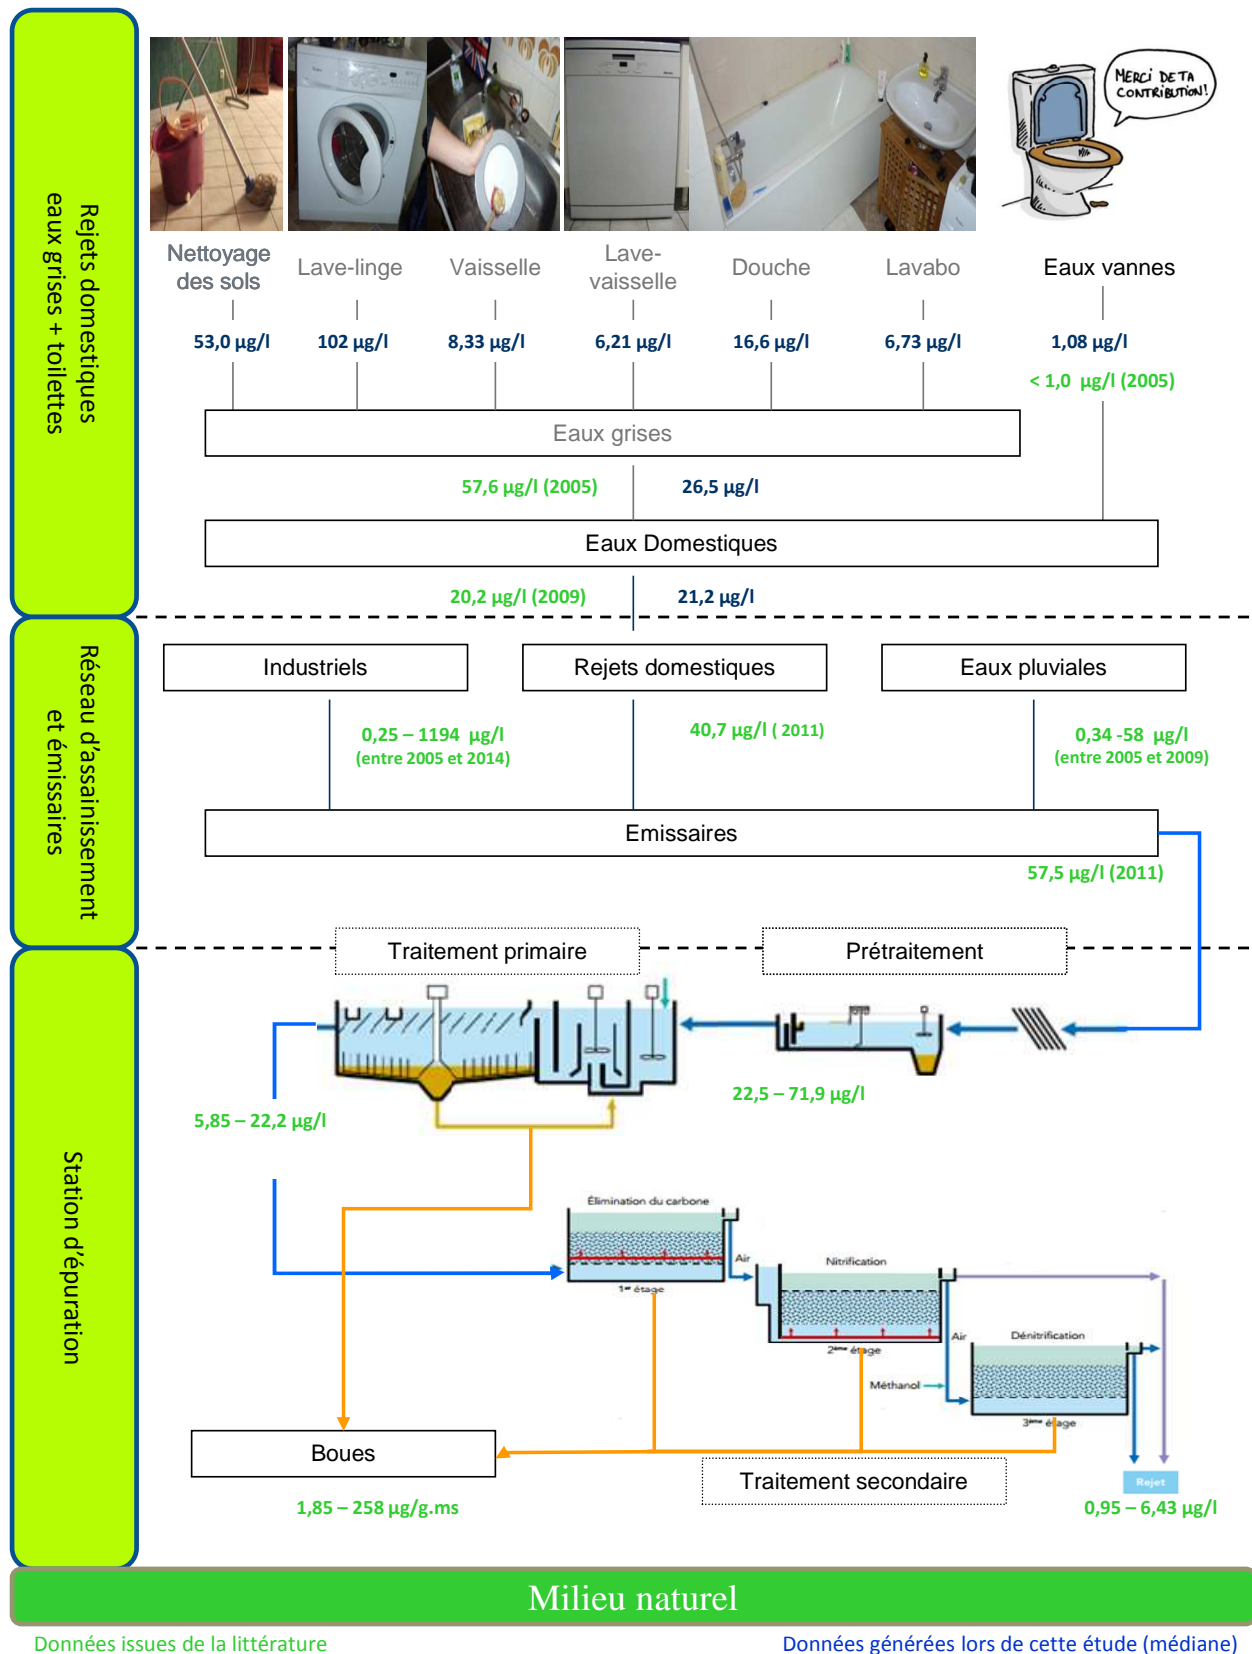 Rejets domestiques
eaux grises + toilettes
MERCI DE TA
CONTRIBUTION!
Nettoyage
des sols
Lave-linge
Vaisselle
Lave-
vaisselle
Douche
Lavabo
Eaux vannes
53,0 µg/l
102 µg/l
8,33 µg/l
6,21 µg/l
16,6 µg/l
6,73 µg/l
1,08 µg/l
< 1,0 µg/l (2005)
Eaux grises
57,6 µg/l (2005)
26,5 µg/l
Eaux Domestiques
20,2 µg/l (2009)
21,2 µg/l
Réseau d'assainissement
et émissaires
Industriels
Rejets domestiques
Eaux pluviales
0,25 – 1194 µg/l
(entre 2005 et 2014)
40,7 µg/l ( 2011)
0,34 -58 µg/l
(entre 2005 et 2009)
Emissaires
57,5 µg/l (2011)
Station d'épuration
Traitement primaire
Prétraitement
22,5 – 71,9 µg/l
5,85 – 22,2 µg/l
Élimination du carbone
Air
1er étage
Nitrification
Air
2ème étage
Dénitrification
Méthanol
3ème étage
Boues
Traitement secondaire
Rejet
1,85 – 258 µg/g.ms
0,95 – 6,43 µg/l
Milieu naturel
Données issues de la littérature
Données générées lors de cette étude (médiane)